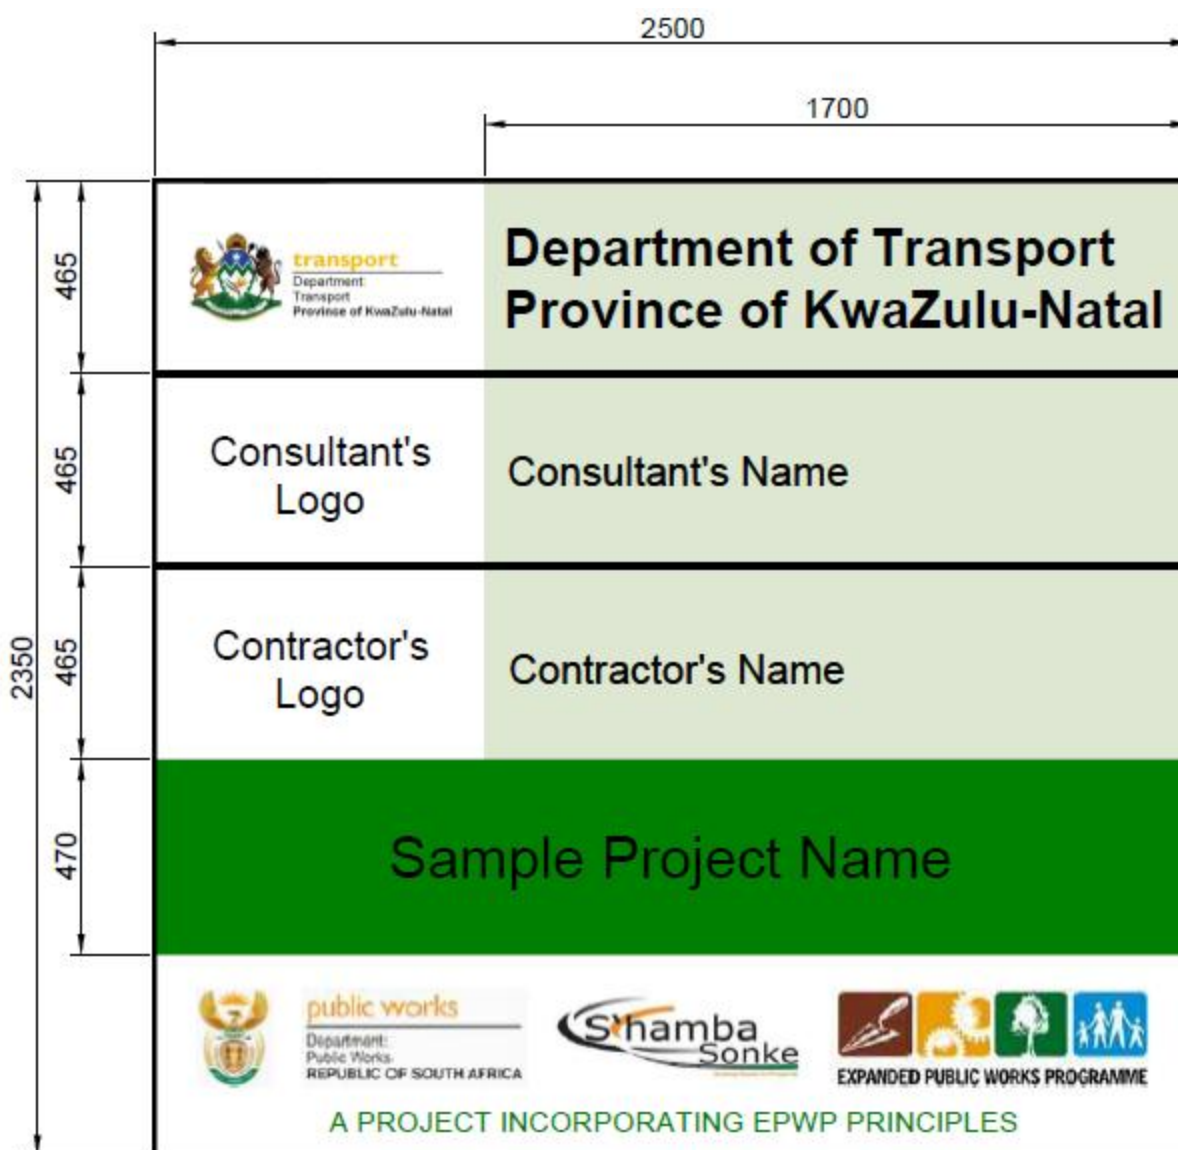 2500
1700
465
transport
Department:
Transport
Province of KwaZulu-Natal
Department of Transport
Province of KwaZulu-Natal
465
Consultant's
Logo
Consultant's Name
2350
465
Contractor's
Logo
Contractor's Name
470
Sample Project Name
public works
Department:
Public Works
REPUBLIC OF SOUTH AFRICA
S'hamba
Sonke
EXPANDED PUBLIC WORKS PROGRAMME
A PROJECT INCORPORATING EPWP PRINCIPLES